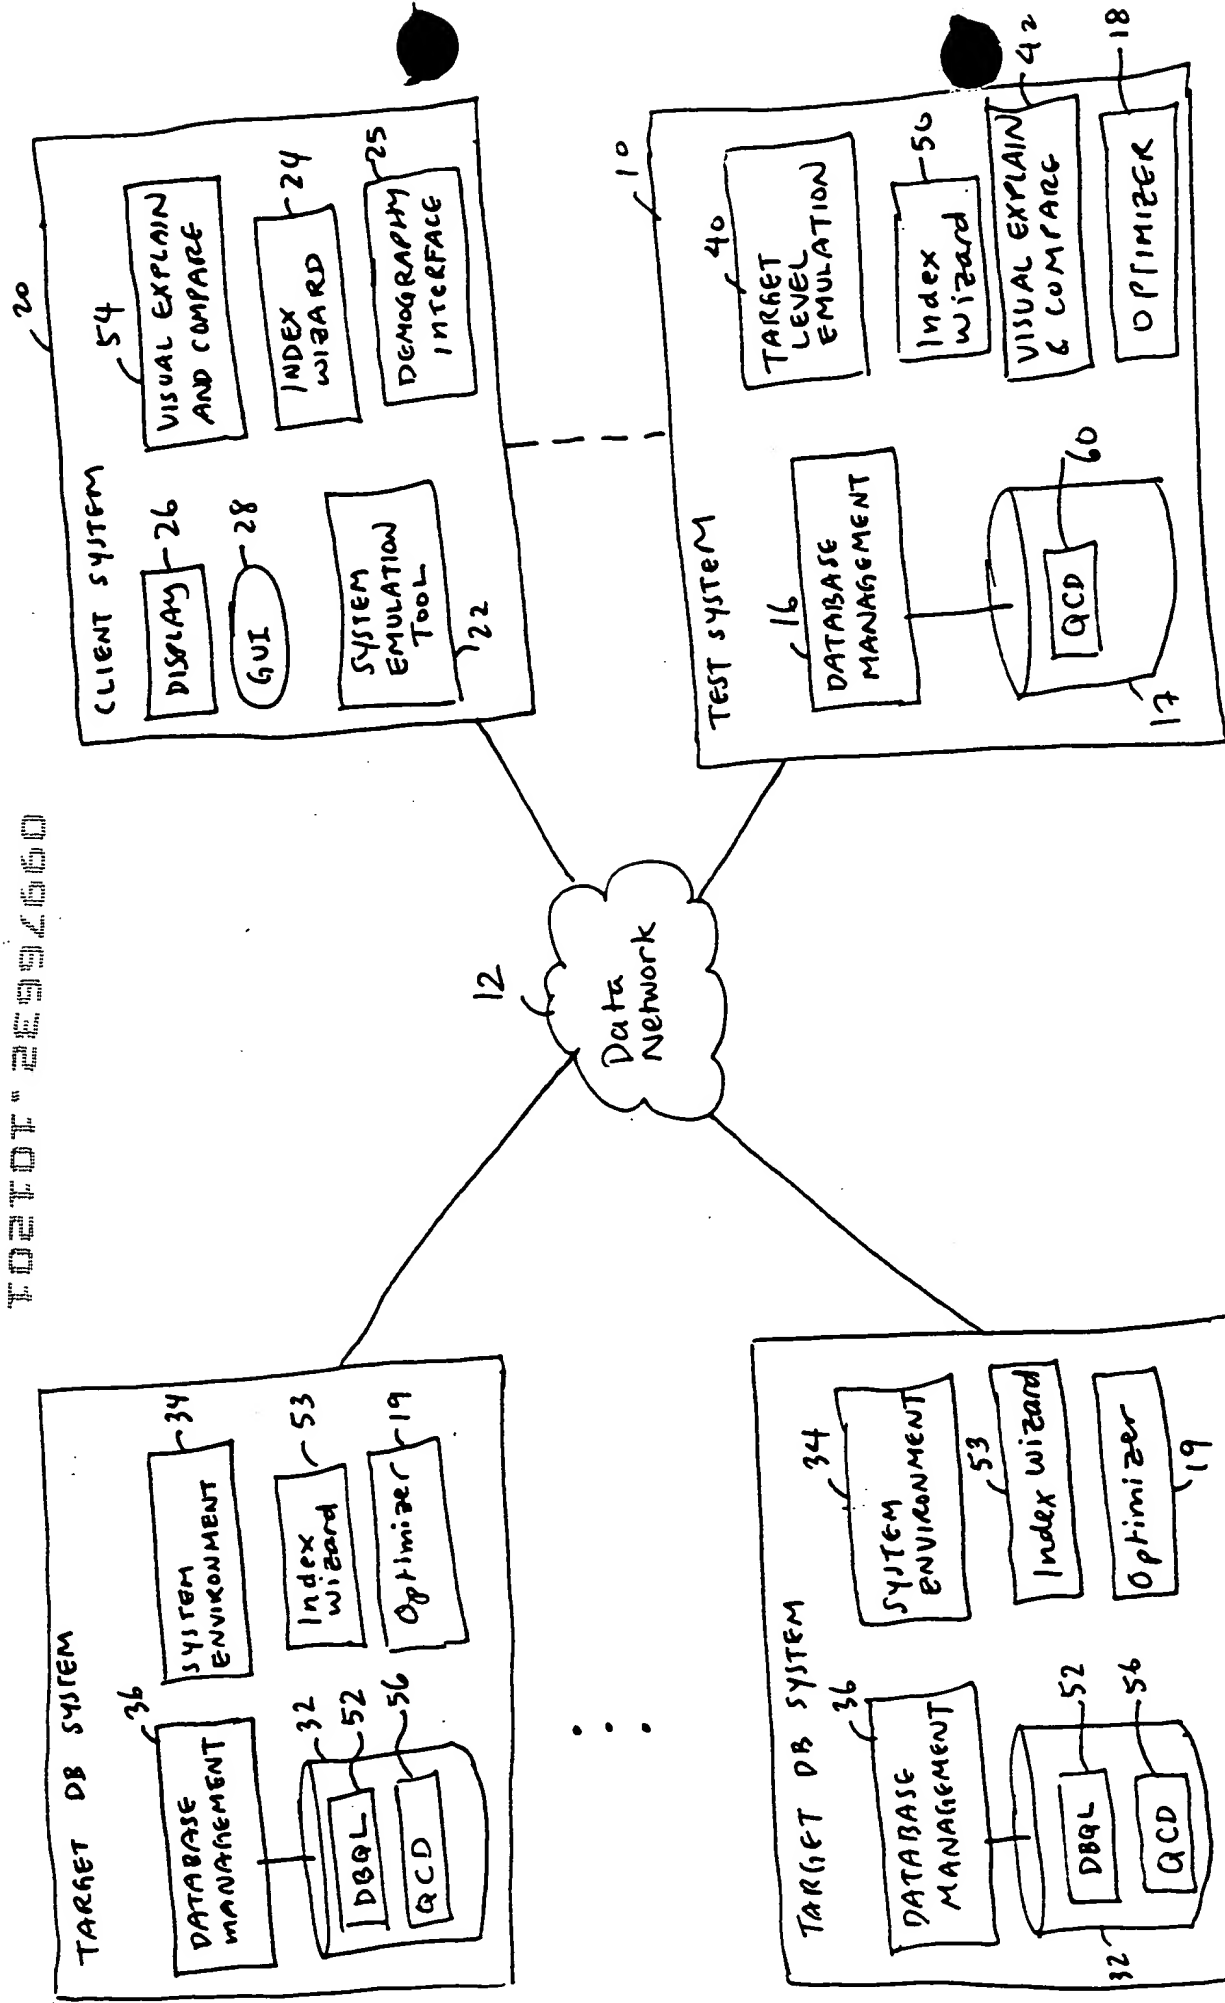 09976632.101201
TARGET DB SYSTEM
36
DATABASE
MANAGEMENT
SYSTEM
ENVIRONMENT
34
32
DBQL
52
QCD
56
Index
wizard
53
Optimizer
19
CLIENT SYSTEM
20
DISPLAY
26
GUI
28
SYSTEM
EMULATION
TOOL
22
54
VISUAL EXPLAIN
AND COMPARE
INDEX
WIZARD
24
DEMOGRAPHY
INTERFACE
25
12
Data
Network
TARGET DB SYSTEM
36
DATABASE
MANAGEMENT
SYSTEM
ENVIRONMENT
34
DBQL
52
QCD
56
32
53
Index Wizard
Optimizer
19
TEST SYSTEM
10
16
DATABASE
MANAGEMENT
QCD
60
17
40
TARGET
LEVEL
EMULATION
Index
Wizard
50
VISUAL EXPLAIN
& COMPARE
42
OPTIMIZER
18